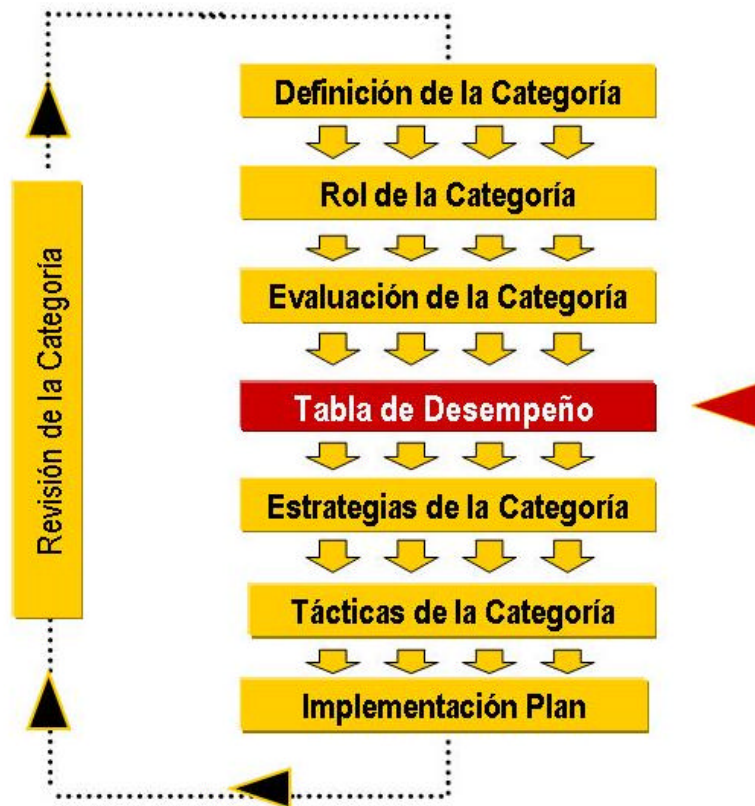 Definición de la Categoría
Rol de la Categoría
Evaluación de la Categoría
Tabla de Desempeño
Estrategias de la Categoría
Tácticas de la Categoría
Implementación Plan
Revisión de la Categoría